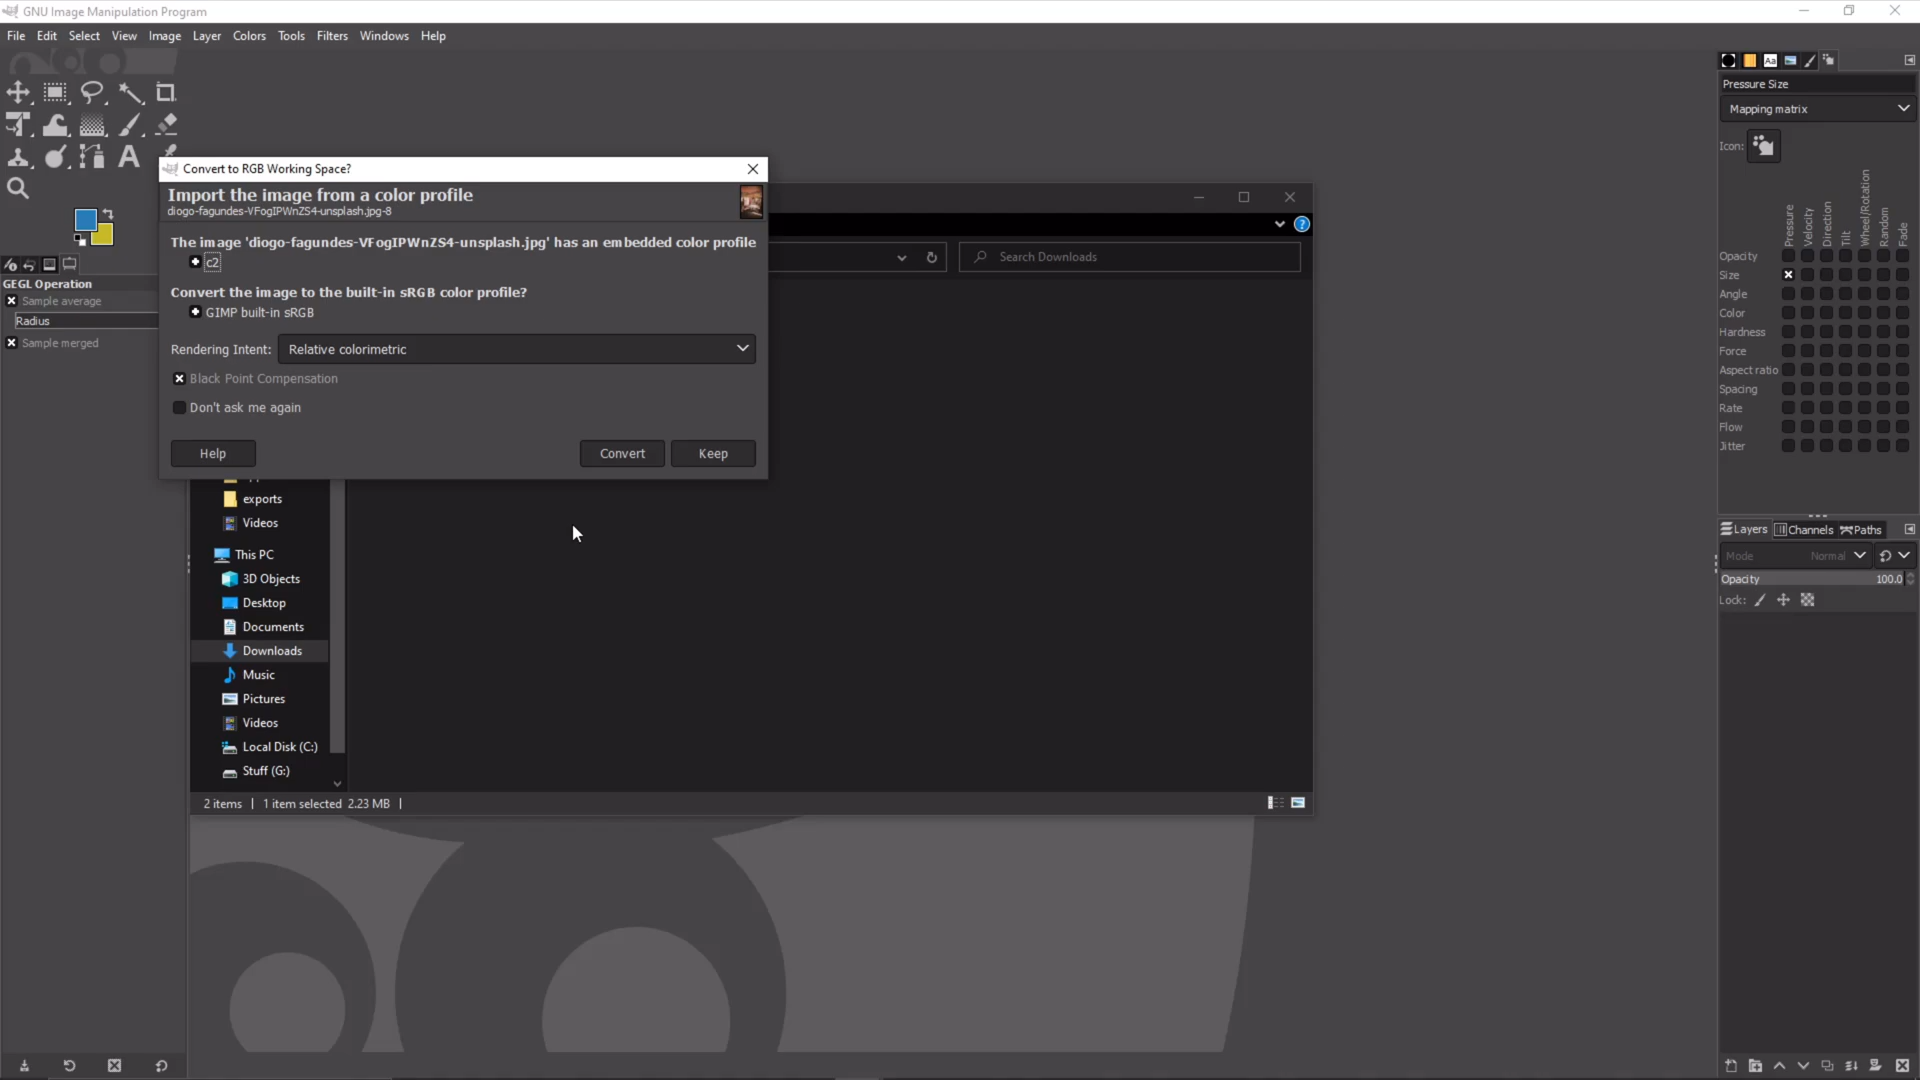 GNU Image Manipulation Program
File Edit Select View Image Layer Colors Tools Filters Windows Help
Convert to RGB Working Space?
Import the image from a color profile
diogo-fagundes-VFogIPWnZS4-unsplash.jpg-8
The image 'diogo-fagundes-VFogIPWnZS4-unsplash.jpg' has an embedded color profile
c2
Convert the image to the built-in sRGB color profile?
GIMP built-in sRGB
Rendering Intent: Relative colorimetric
Black Point Compensation
Don't ask me again
Help Convert Keep
GEGL Operation
Sample average
Radius
Sample merged
Search Downloads
exports
Videos
This PC
3D Objects
Desktop
Documents
Downloads
Music
Pictures
Videos
Local Disk (C:)
Stuff (G:)
2 items 1 item selected 2.23 MB
Aa
Pressure Size
Mapping matrix
Icon:
Pressure
Velocity
Direction
Tilt
Wheel/Rotation
Random
Fade
Opacity
Size
Angle
Color
Hardness
Force
Aspect ratio
Spacing
Rate
Flow
Jitter
Layers Channels Paths
Mode Normal
Opacity 100.0
Lock: